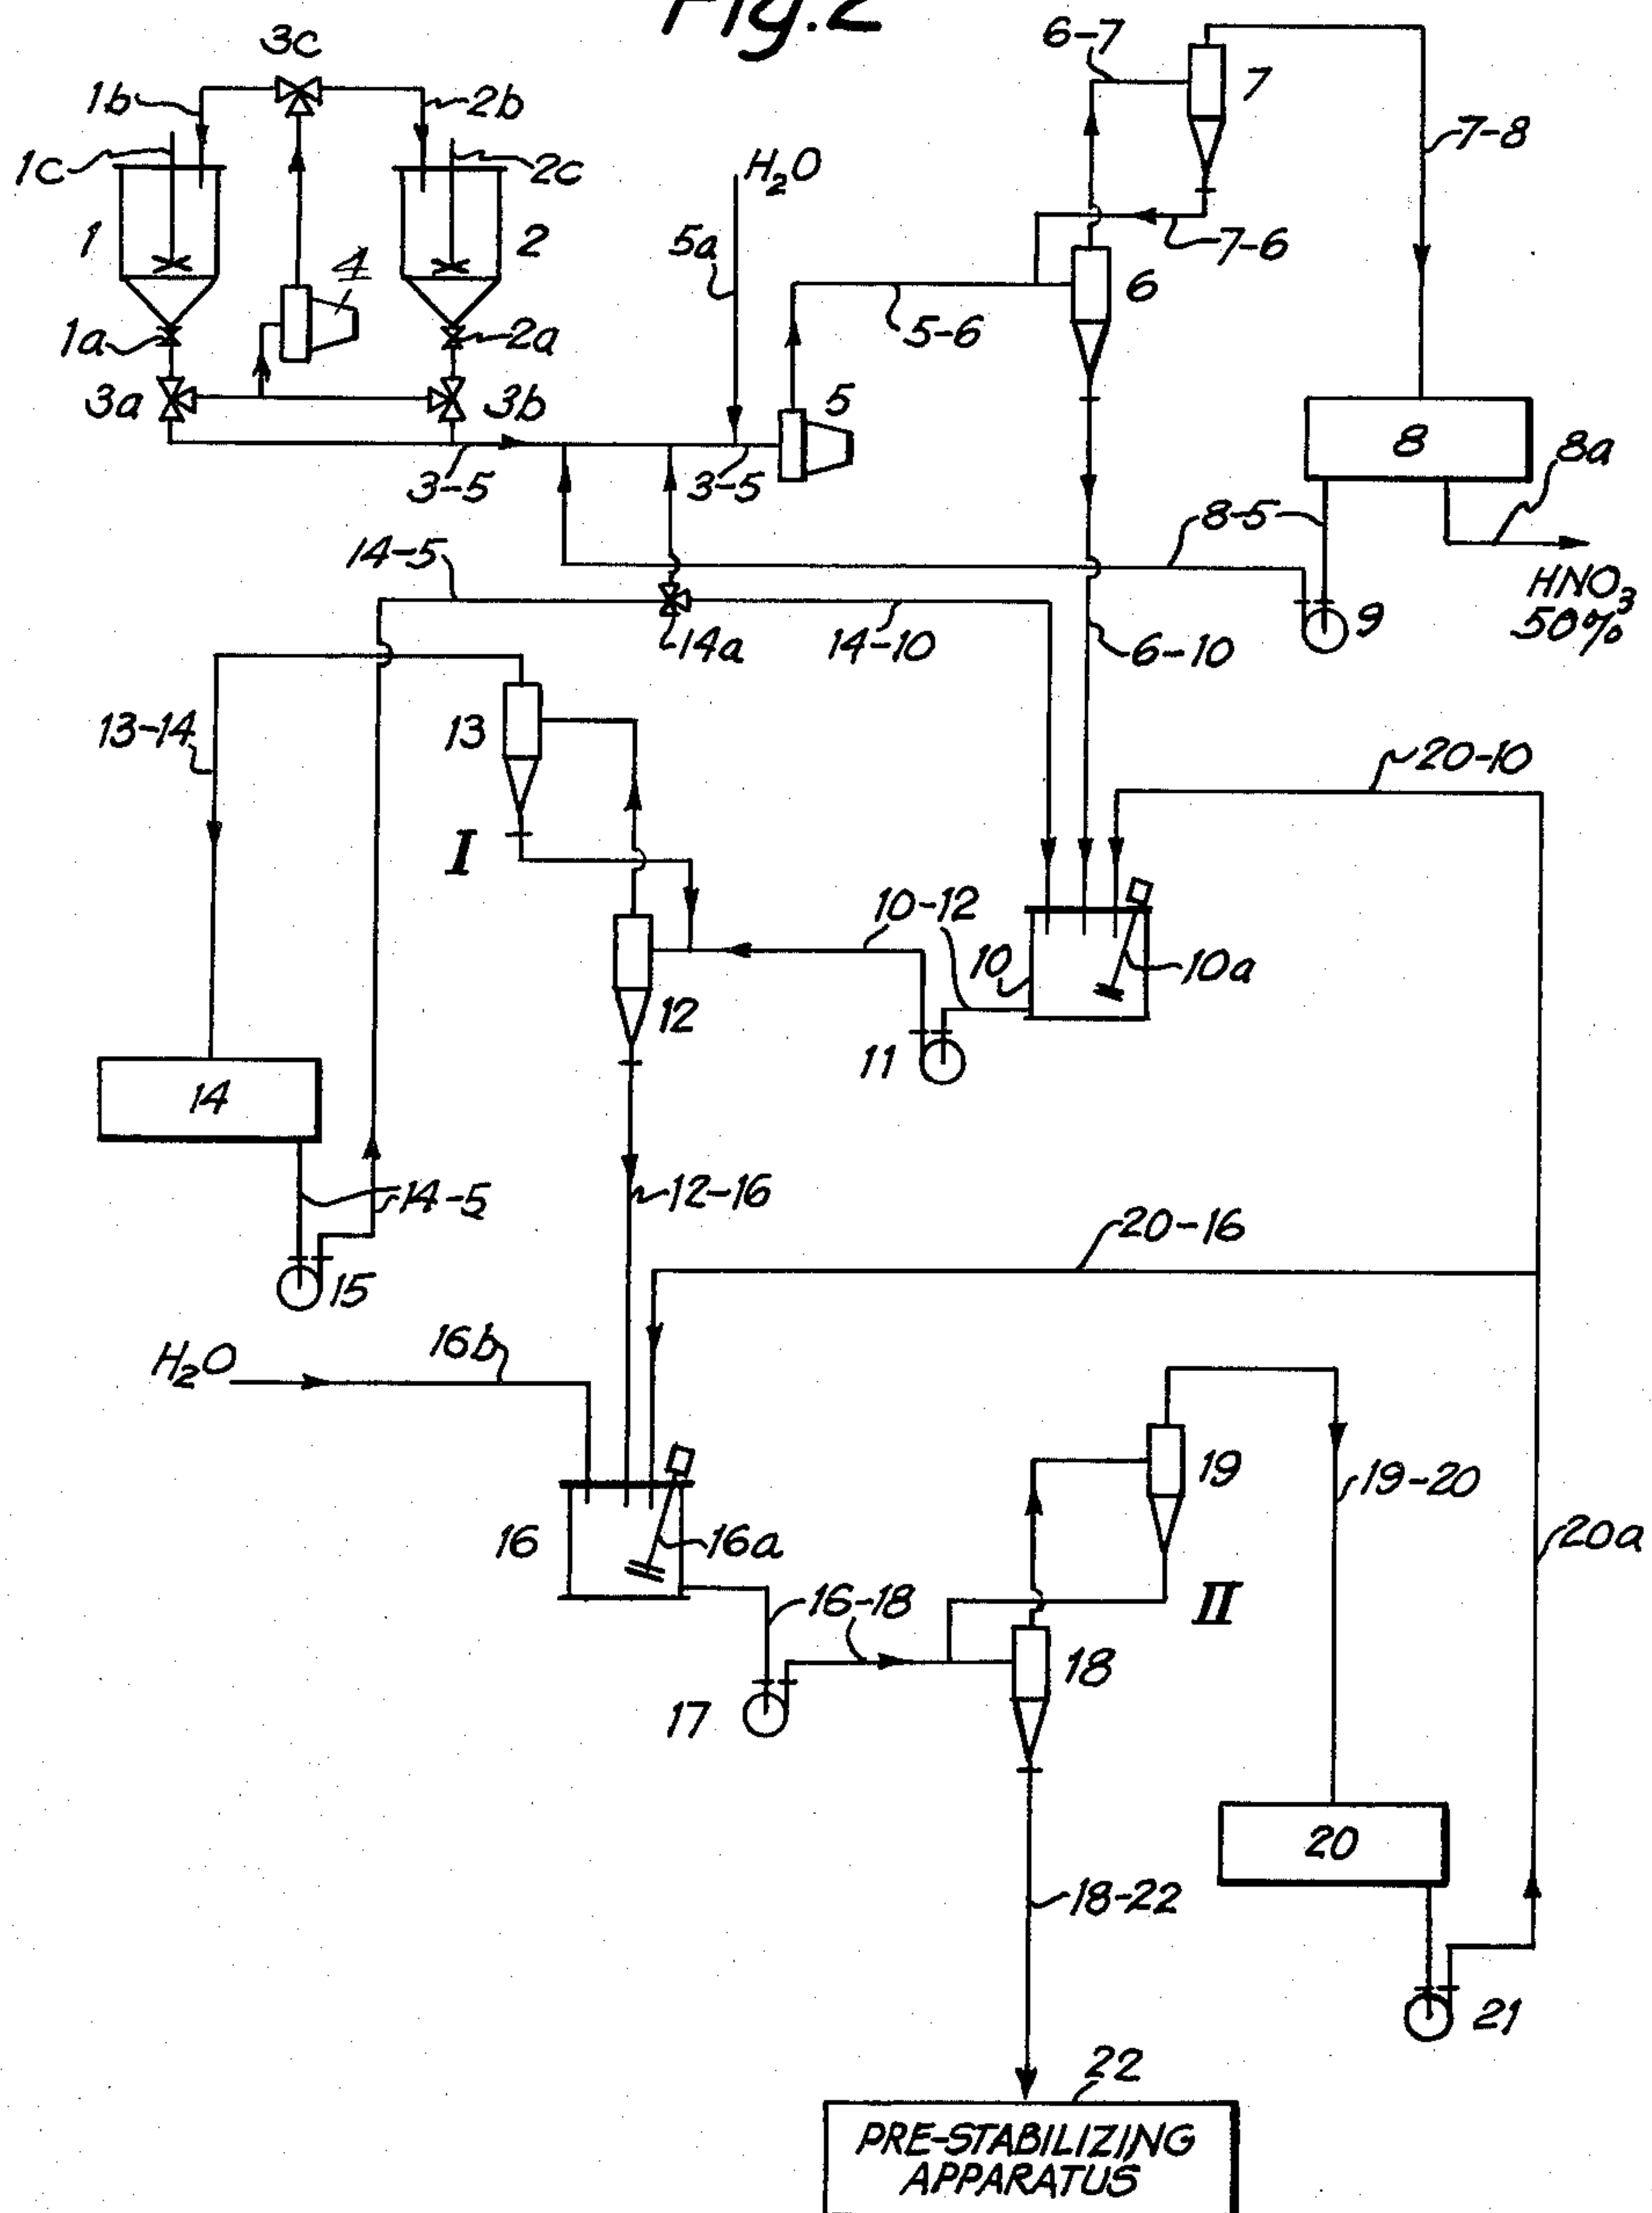 Fig.2
3c
6-7
7
1b
2b
7-8
1c
2c
H2O
1
2
5a
7-6
4
6
1a
2a
5-6
3a
3b
5
8
8a
3-5
3-5
8-5
14-5
HNO3
50%
14a
14-10
9
6-10
13-14
13
20-10
I
10-12
10
10a
12
11
14
12-16
14-5
20-16
15
H2O
16b
19
19-20
16
16a
20a
16-18
II
18
17
20
18-22
21
22
PRE-STABILIZING
APPARATUS